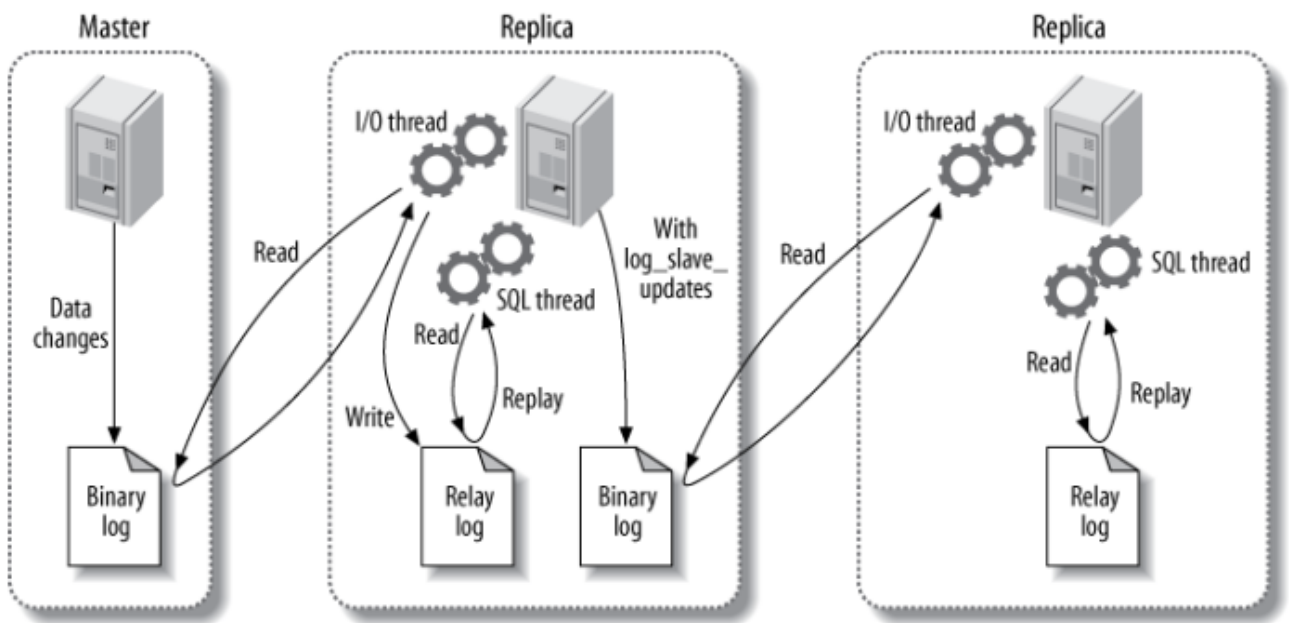 Master
Replica
Replica
I/O thread
I/O thread
Read
With
log_slave_
updates
Read
SQL thread
SQL thread
Data
changes
Read
Read
Replay
Replay
Write
Binary
log
Relay
log
Binary
log
Relay
log